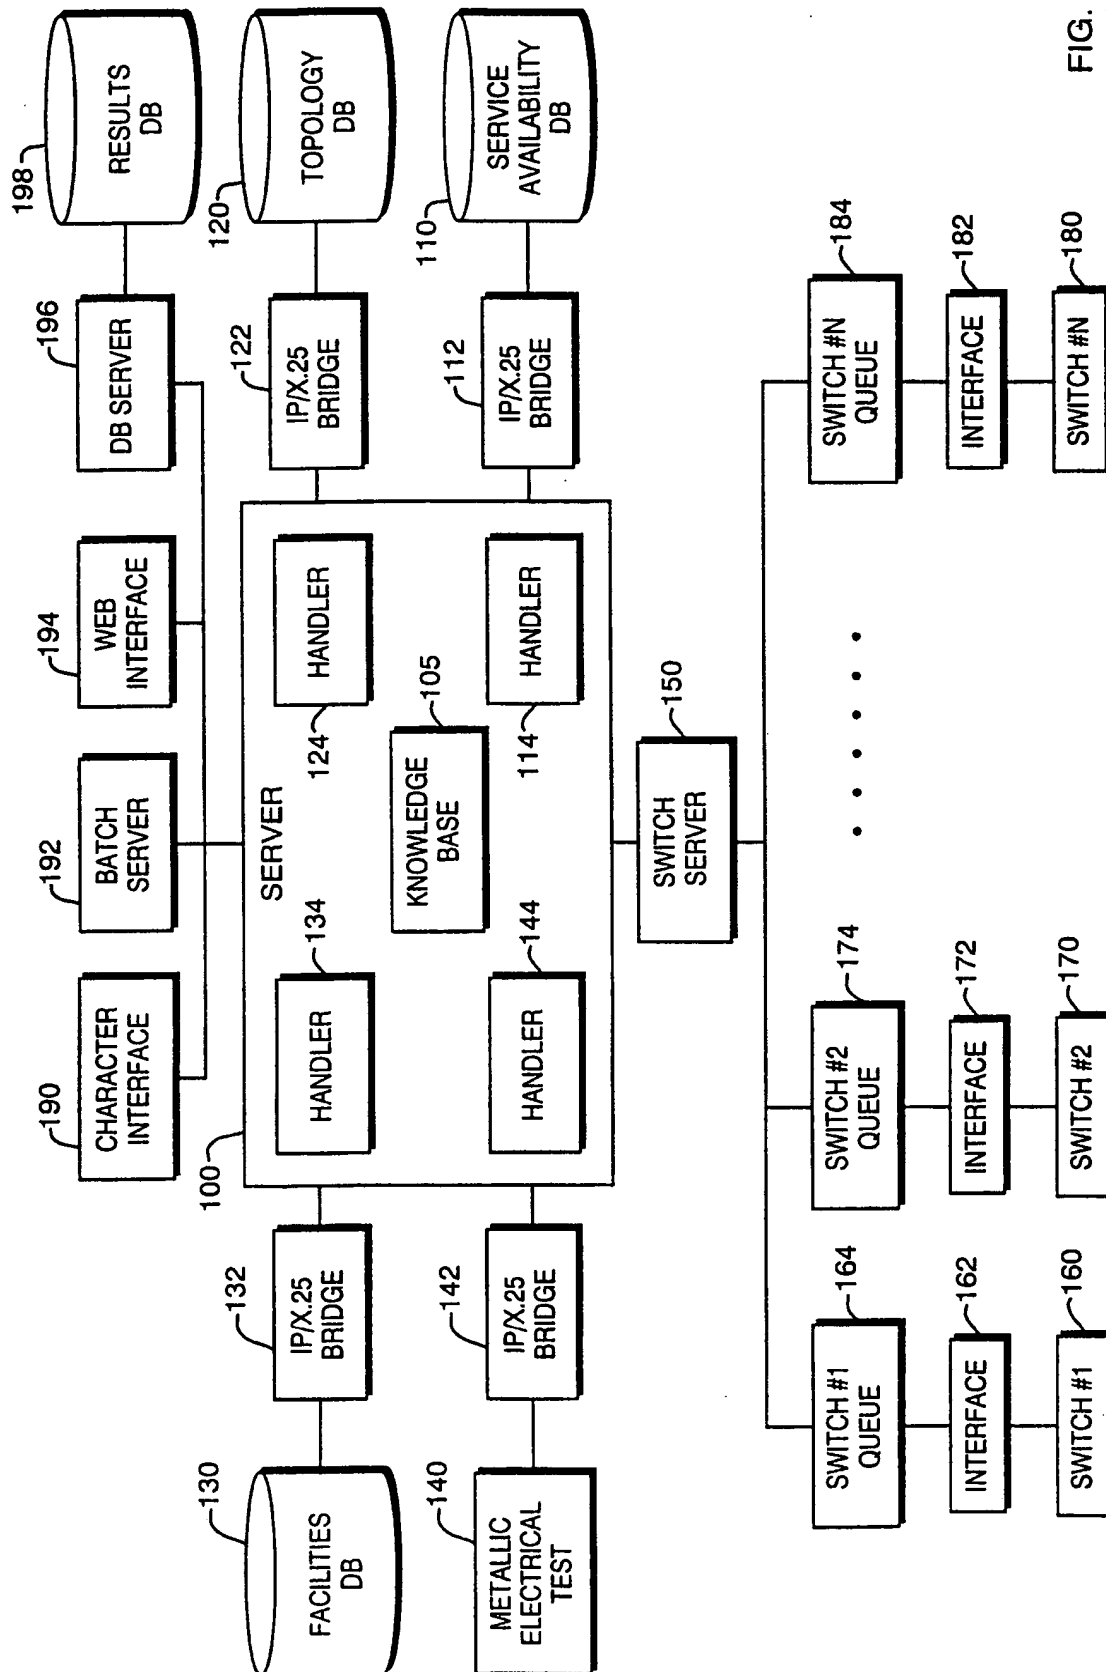 190
CHARACTER
INTERFACE
192
BATCH
SERVER
194
WEB
INTERFACE
196
DB SERVER
198
RESULTS
DB
130
FACILITIES
DB
132
IP/X.25
BRIDGE
100
SERVER
134
HANDLER
124
HANDLER
122
IP/X.25
BRIDGE
120
TOPOLOGY
DB
105
KNOWLEDGE
BASE
140
METALLIC
ELECTRICAL
TEST
142
IP/X.25
BRIDGE
144
HANDLER
114
HANDLER
112
IP/X.25
BRIDGE
110
SERVICE
AVAILABILITY
DB
150
SWITCH
SERVER
164
SWITCH #1
QUEUE
174
SWITCH #2
QUEUE
184
SWITCH #N
QUEUE
162
INTERFACE
172
INTERFACE
182
INTERFACE
160
SWITCH #1
170
SWITCH #2
180
SWITCH #N
FIG.